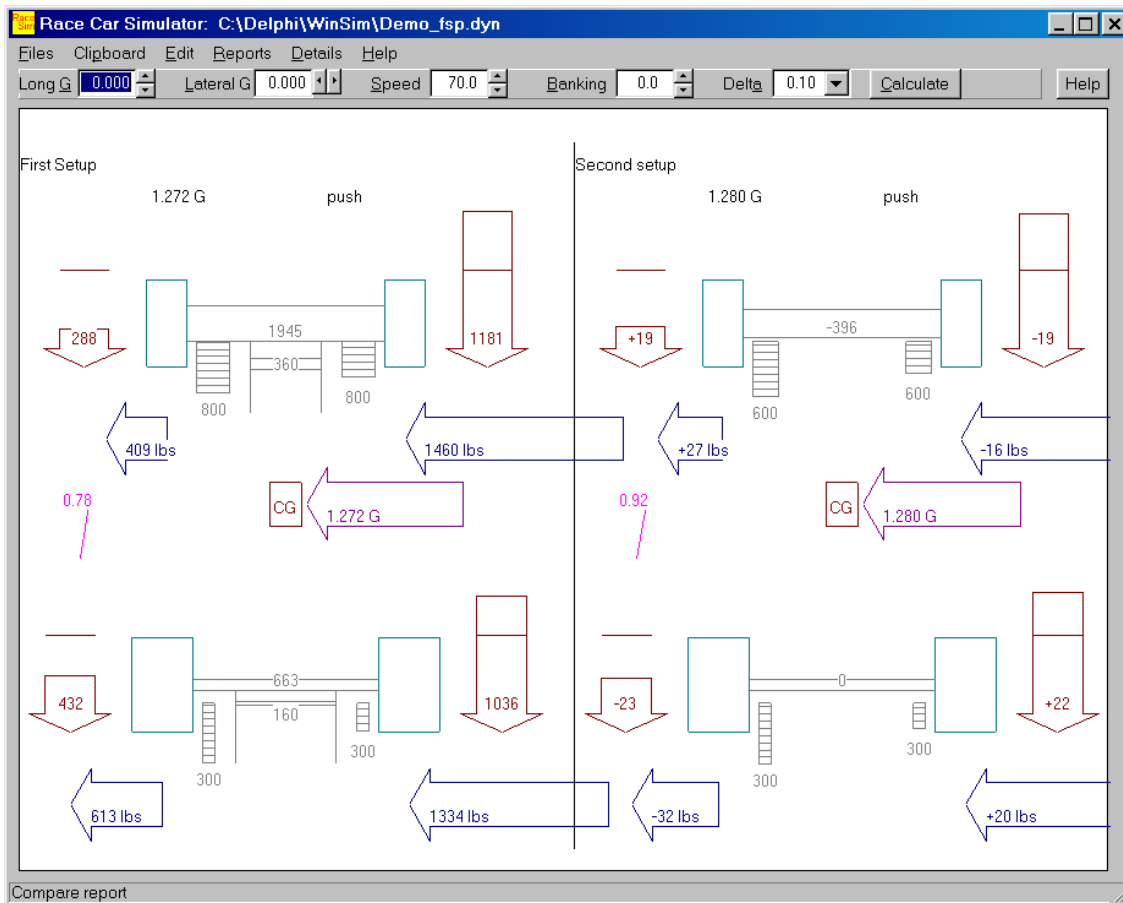 Race Sim Race Car Simulator: C:\Delphi\WinSim\Demo_fsp.dyn
Files Clipboard Edit Reports Details Help
Long G 0.000 Lateral G 0.000 Speed 70.0 Banking 0.0 Delta 0.10 Calculate Help
First Setup
1.272 G push
288 1945 1181
360
800 800
409 lbs 1460 lbs
0.78
CG 1.272 G
663
432 160 1036
300 300
613 lbs 1334 lbs
Second setup
1.280 G push
+19 -396 -19
600 600
+27 lbs -16 lbs
0.92
CG 1.280 G
0
-23 +22
300 300
-32 lbs +20 lbs
Compare report